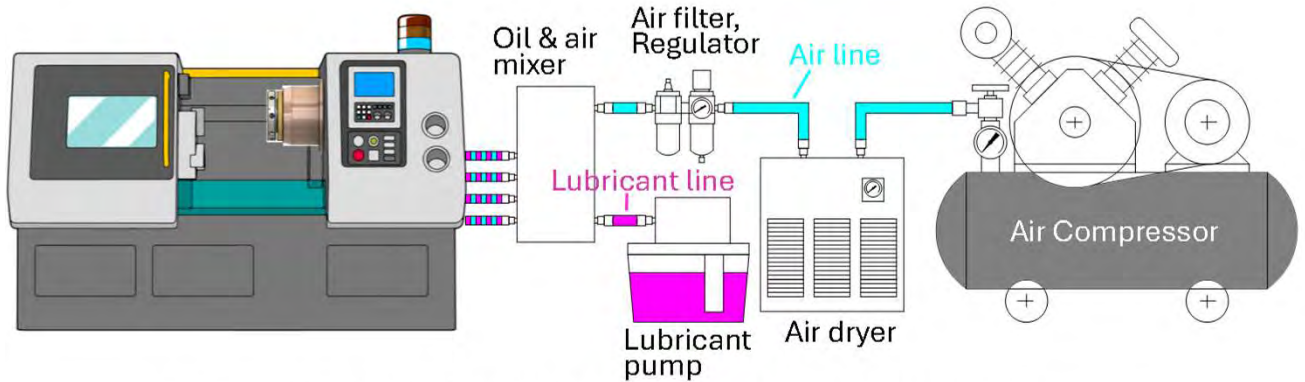 Oil & air
mixer
Air filter,
Regulator
Air line
Lubricant line
Lubricant
pump
Air dryer
Air Compressor